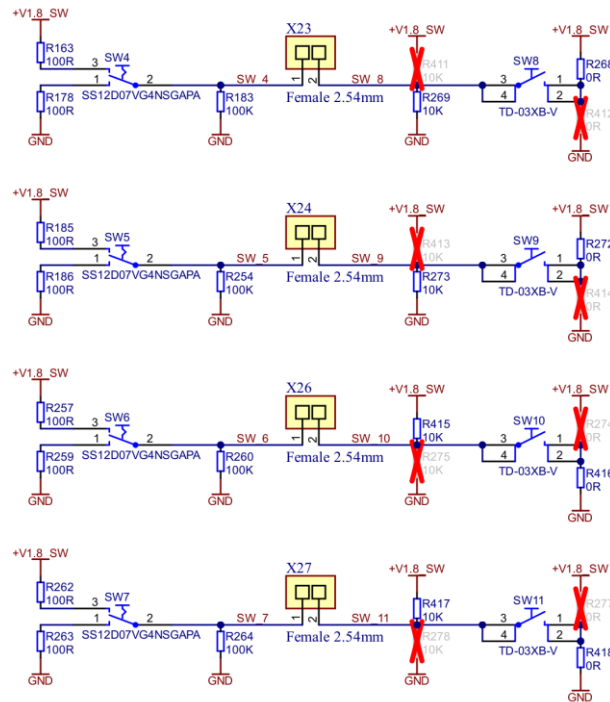 +V1.8_SW X23 +V1.8_SW +V1.8_SW
R163 100R 3 SW4 R411 10K SW8 R268 0R
1 2 SW_4 1 2 SW_8 3 1
R178 100R SS12D07VG4NSGAPA R183 100K Female 2.54mm R269 10K 4 2 TD-03XB-V R412 0R
GND GND GND GND
+V1.8_SW X24 +V1.8_SW +V1.8_SW
R185 100R 3 SW5 R413 10K SW9 R272 0R
1 2 SW_5 1 2 SW_9 3 1
R186 100R SS12D07VG4NSGAPA R254 100K Female 2.54mm R273 10K 4 2 TD-03XB-V R414 0R
GND GND GND GND
+V1.8_SW X26 +V1.8_SW +V1.8_SW
R257 100R 3 SW6 R415 10K SW10 R274 0R
1 2 SW_6 1 2 SW_10 3 1
R259 100R SS12D07VG4NSGAPA R260 100K Female 2.54mm R275 10K 4 2 TD-03XB-V R416 0R
GND GND GND GND
+V1.8_SW X27 +V1.8_SW +V1.8_SW
R262 100R 3 SW7 R417 10K SW11 R277 0R
1 2 SW_7 1 2 SW_11 3 1
R263 100R SS12D07VG4NSGAPA R264 100K Female 2.54mm R278 10K 4 2 TD-03XB-V R418 0R
GND GND GND GND